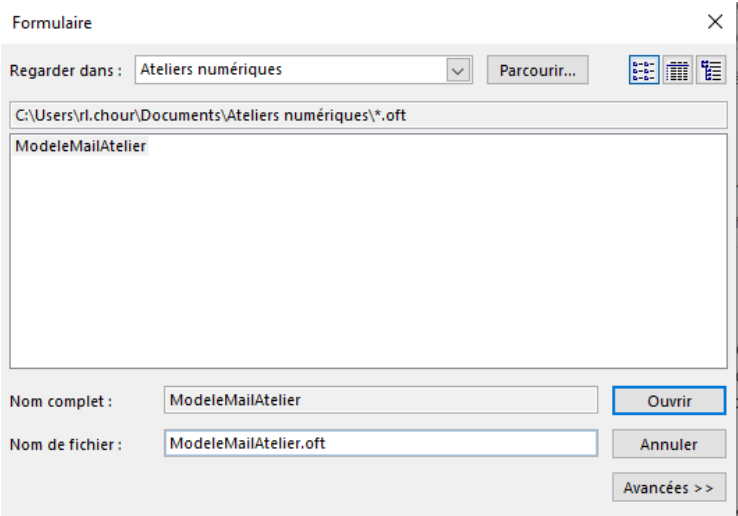 Formulaire
Regarder dans : Ateliers numériques Parcourir...
C:\Users\rl.chour\Documents\Ateliers numériques\*.oft
ModeleMailAtelier
Nom complet : ModeleMailAtelier Ouvrir
Nom de fichier : ModeleMailAtelier.oft Annuler
Avancées >>